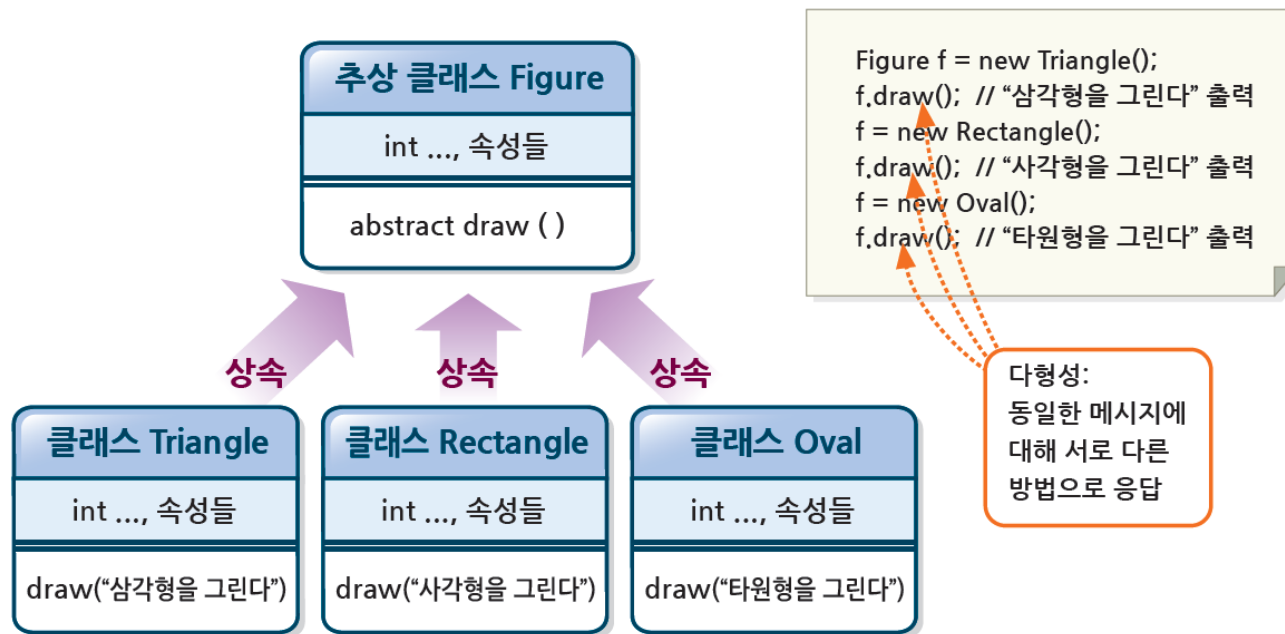 추상 클래스 Figure
int ..., 속성들
abstract draw ( )
상속
상속
상속
클래스 Triangle
int ..., 속성들
draw(“삼각형을 그린다”)
클래스 Rectangle
int ..., 속성들
draw(“사각형을 그린다”)
클래스 Oval
int ..., 속성들
draw(“타원형을 그린다”)
Figure f = new Triangle();
f.draw(); // “삼각형을 그린다” 출력
f = new Rectangle();
f.draw(); // “사각형을 그린다” 출력
f = new Oval();
f.draw(); // “타원형을 그린다” 출력
다형성:
동일한 메시지에
대해 서로 다른
방법으로 응답